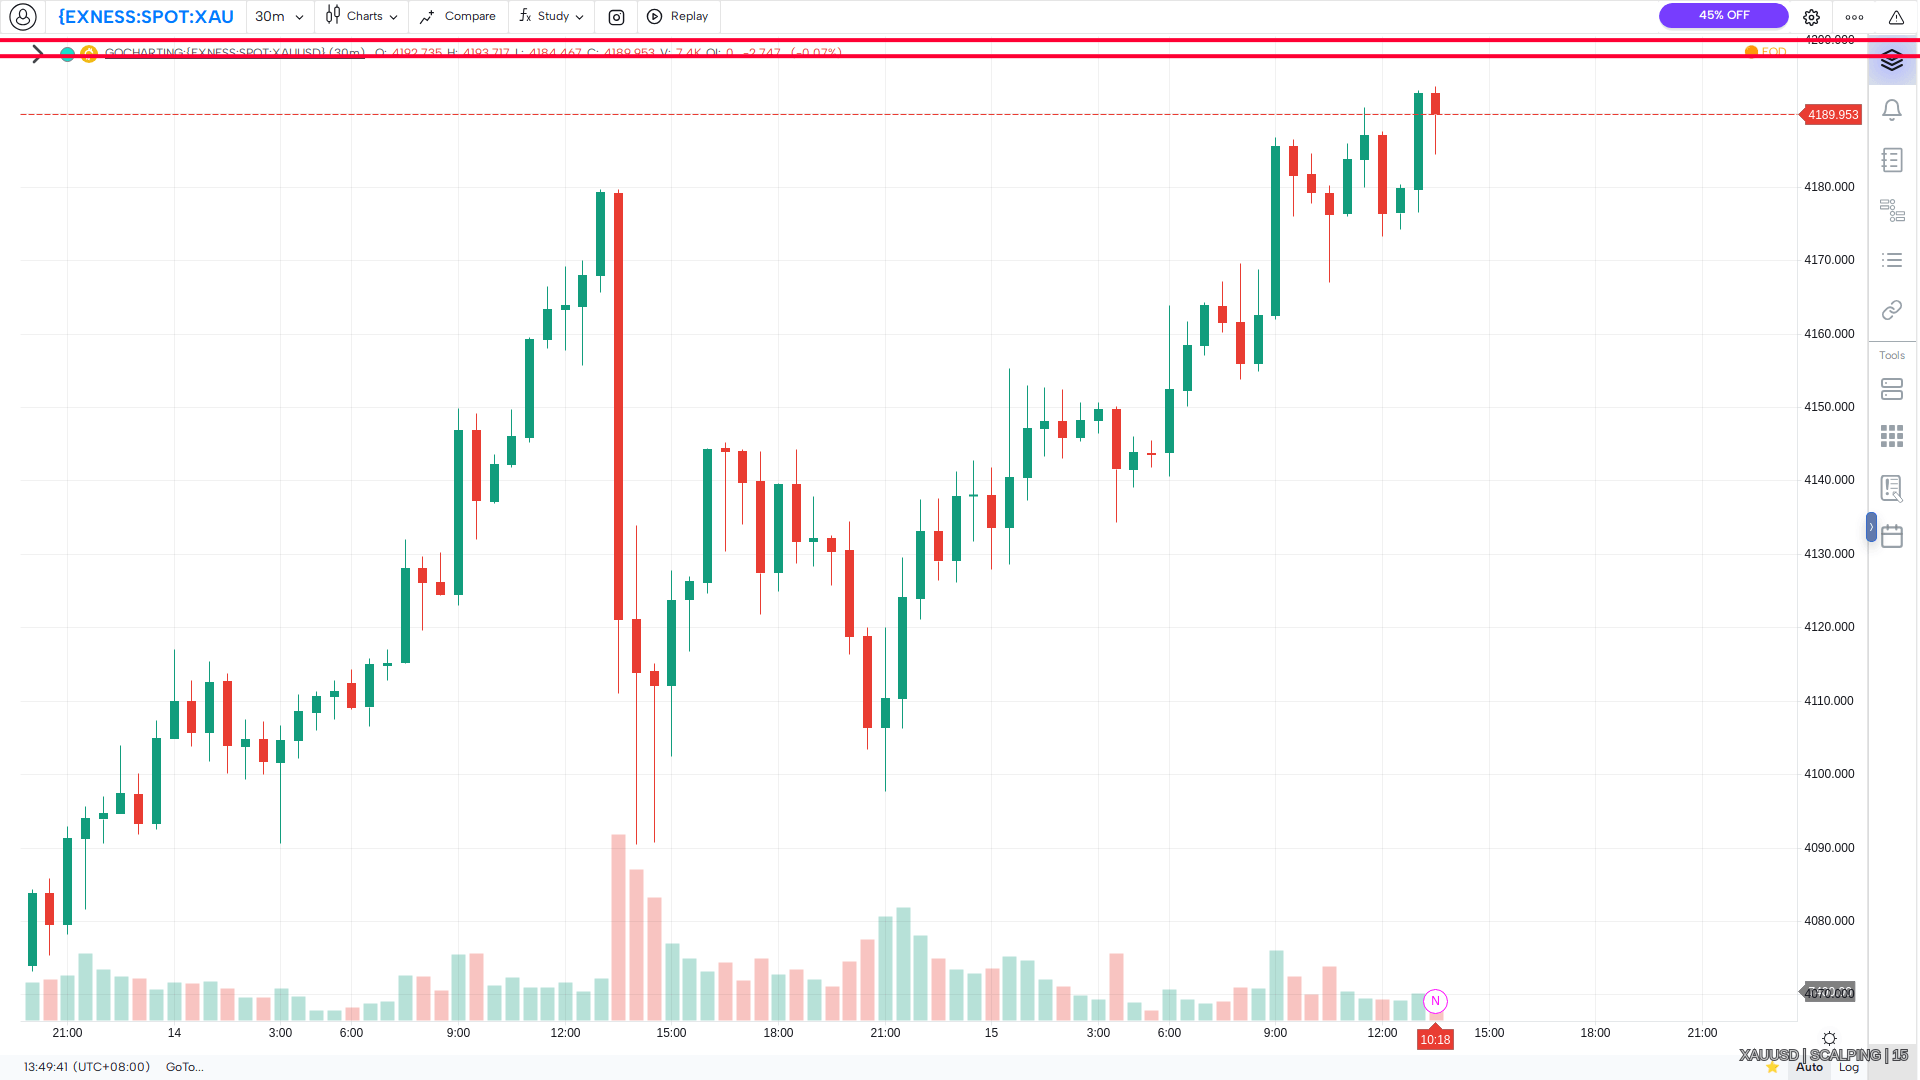 {EXNESS:SPOT:XAU 30m Charts Compare Study Replay 45% OFF
GOCHARTING:{EXNESS:SPOT:XAUUSD} (30m) O: 4192.735 H: 4193.717 L: 4184.467 C: 4189.953 V: 7.4K OI: 0 -2.747 (-0.07%)
EOD
4200.000
4189.953
4180.000
4170.000
4160.000
4150.000
4140.000
4130.000
4120.000
4110.000
4100.000
4090.000
4080.000
4070.000
Tools
N
21:00 14 3:00 6:00 9:00 12:00 15:00 18:00 21:00 15 3:00 6:00 9:00 12:00 15:00 18:00 21:00
10:18
XAUUSD | SCALPING | 15
13:49:41 (UTC+08:00) GoTo... Auto Log